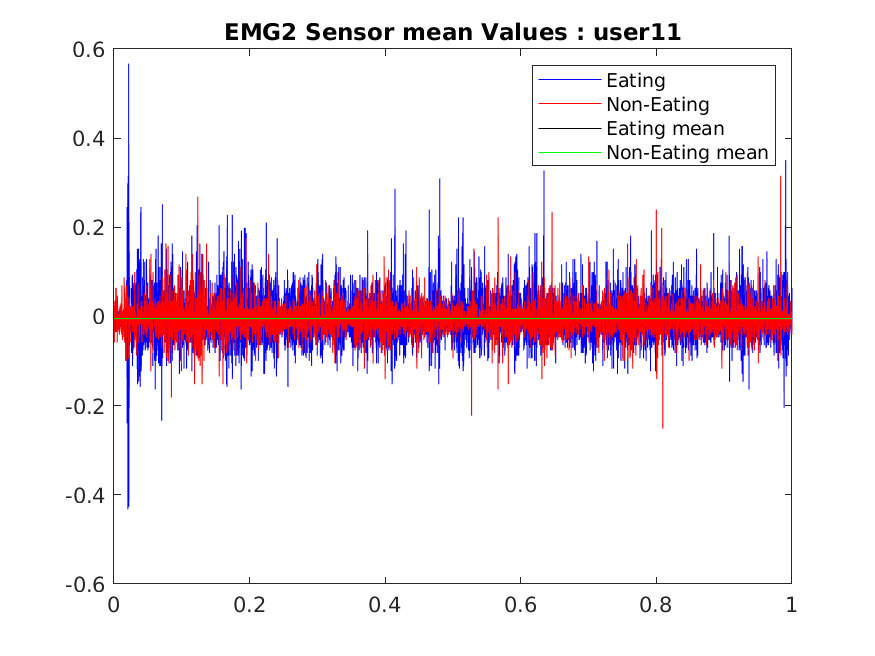 EMG2 Sensor mean Values : user11
Eating
Non-Eating
Eating mean
Non-Eating mean
0.6
0.4
0.2
0
-0.2
-0.4
-0.6
0 0.2 0.4 0.6 0.8 1